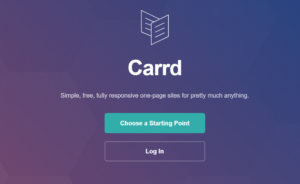 Carrd
Simple, free, fully responsive one-page sites for pretty much anything.
Choose a Starting Point
Log In